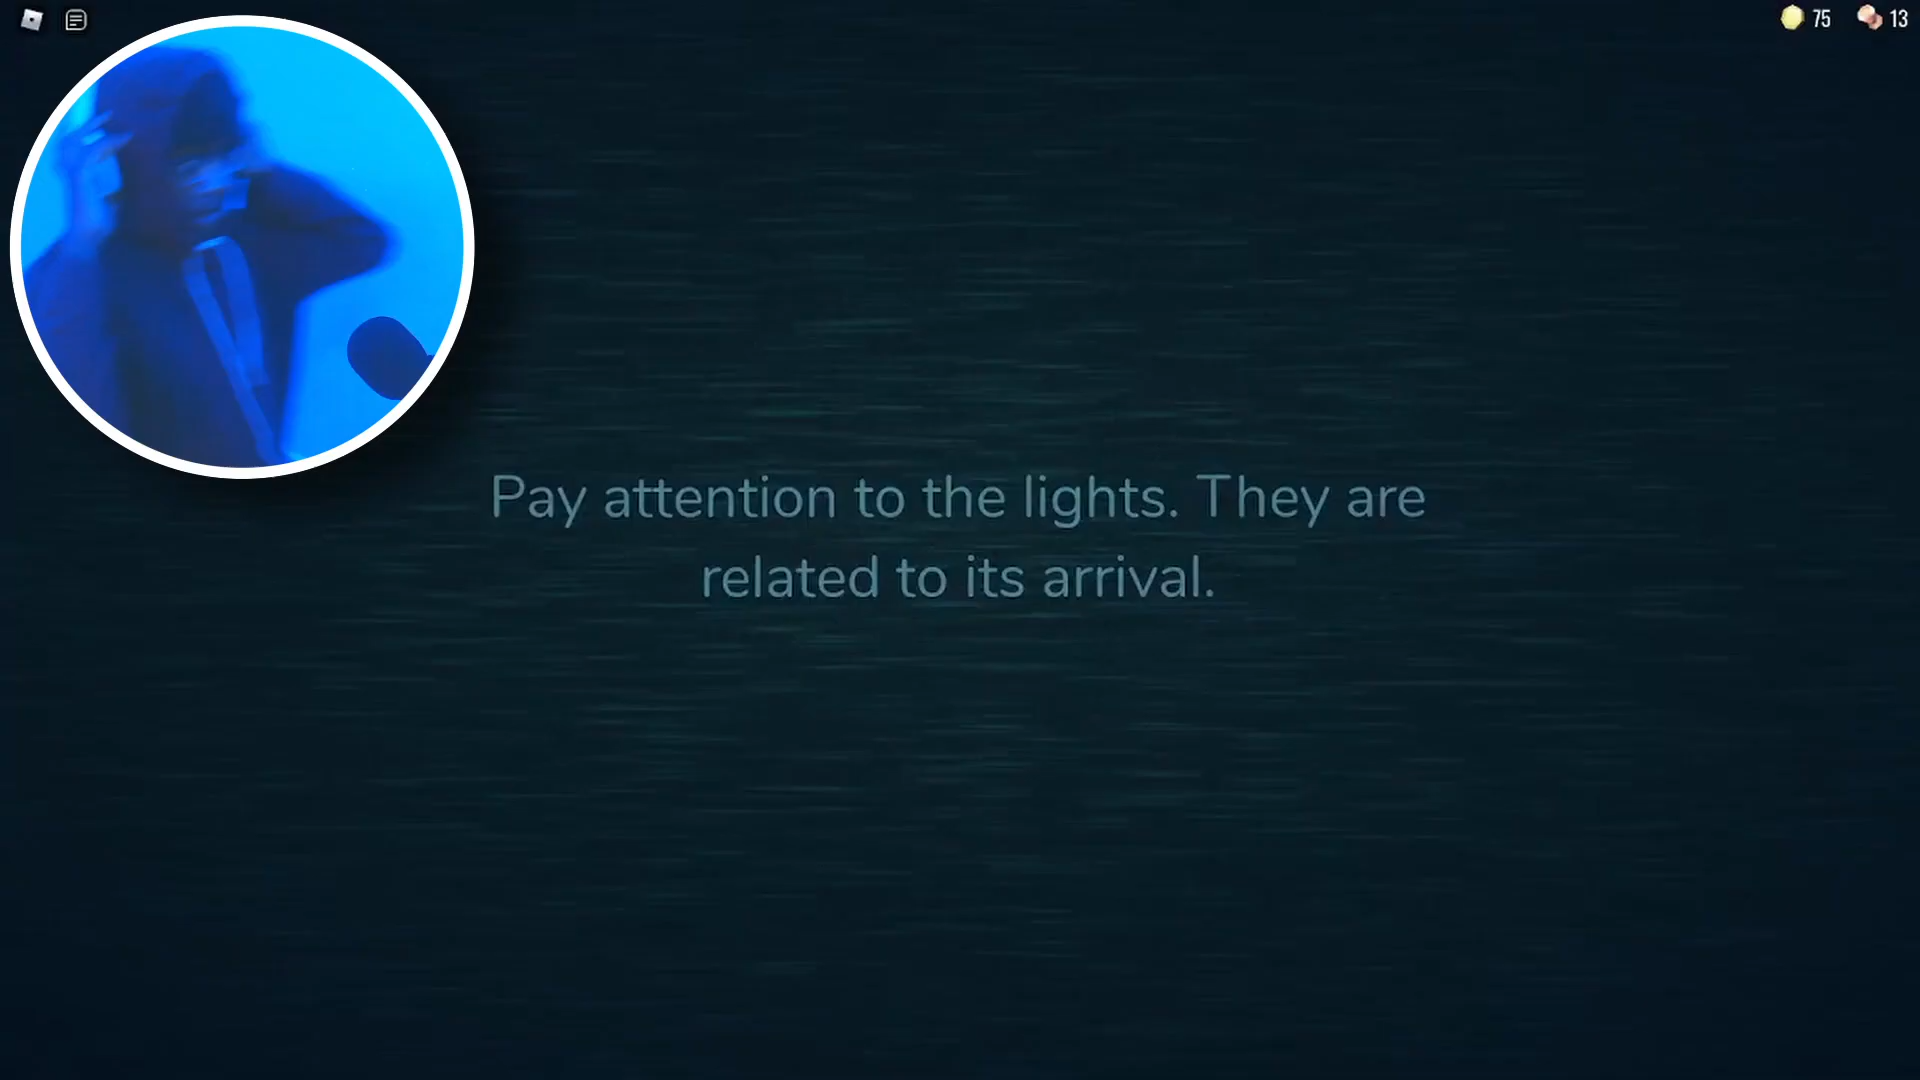 75 13
Pay attention to the lights. They are
related to its arrival.